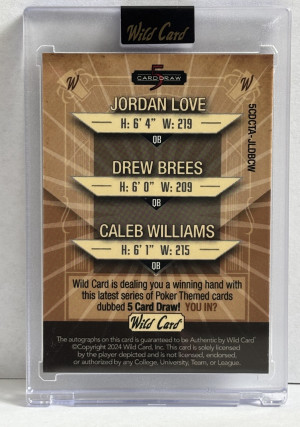 Wild Card
W
5
CARD DRAW
W
5CDCTA-JLDBCW
JORDAN LOVE
H: 6' 4" W: 219
QB
DREW BREES
H: 6' 0" W: 209
QB
CALEB WILLIAMS
H: 6' 1" W: 215
QB
Wild Card is dealing you a winning hand with
this latest series of Poker Themed cards
dubbed 5 Card Draw! YOU IN?
Wild Card
The autographs on this card is guaranteed to be Authentic by Wild Card
©Copyright 2024 Wild Card, Inc. This card is solely licensed
by the player depicted and is not licensed, endorsed,
or authorized by any College, University, Team, or League.